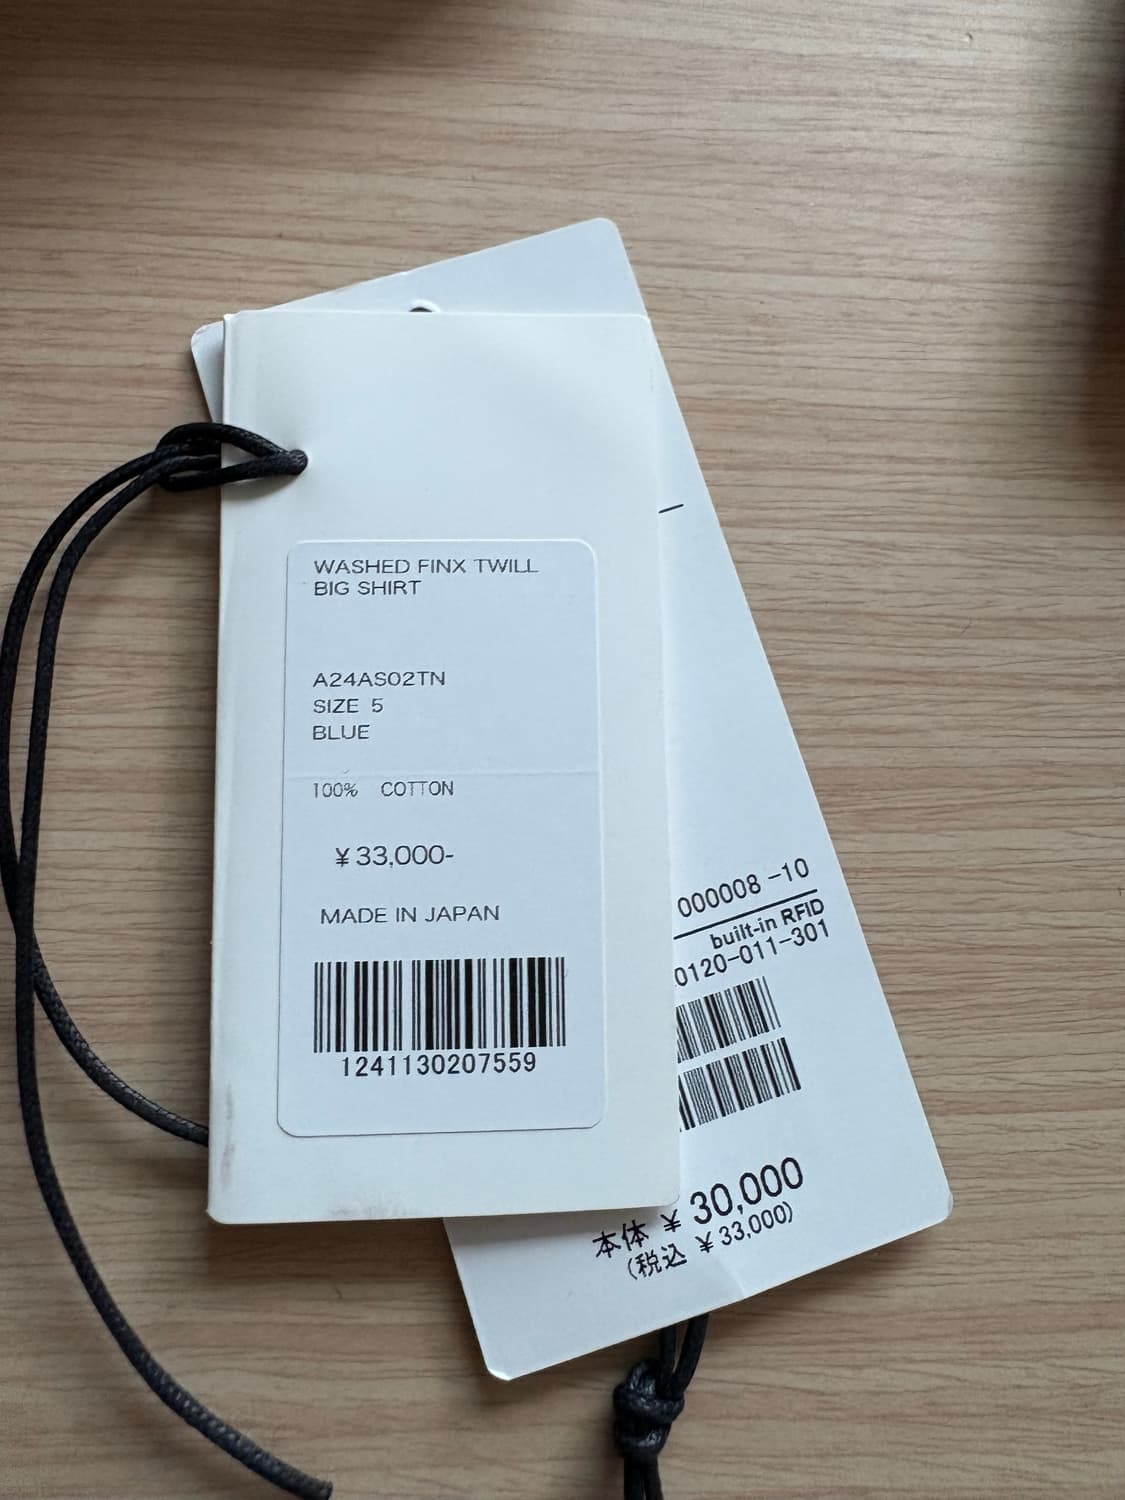 WASHED FINX TWILL
BIG SHIRT
A24AS02TN
SIZE 5
BLUE
100% COTTON
¥33,000-
MADE IN JAPAN
1241130207559
000008 -10
built-in RFID
0120-011-301
本体 ¥ 30,000
(税込 ¥ 33,000)